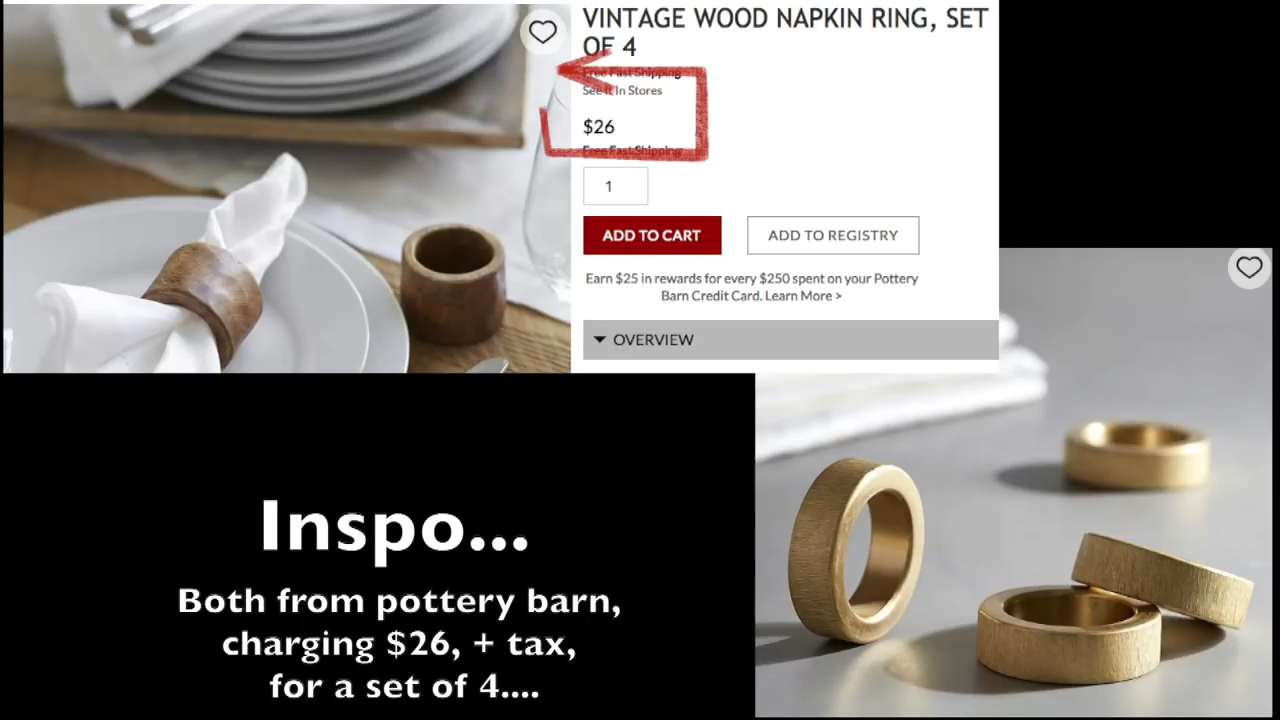 VINTAGE WOOD NAPKIN RING, SET
OF 4
Free Fast Shipping
See It In Stores
$26
Free Fast Shipping
1
ADD TO CART
ADD TO REGISTRY
Earn $25 in rewards for every $250 spent on your Pottery
Barn Credit Card. Learn More >
OVERVIEW
Inspo...
Both from pottery barn,
charging $26, + tax,
for a set of 4....